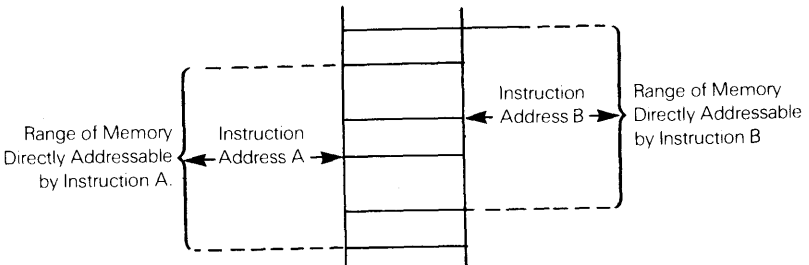 Range of Memory
Directly Addressable
by Instruction A.
Instruction
Address A
Instruction
Address B
Range of Memory
Directly Addressable
by Instruction B